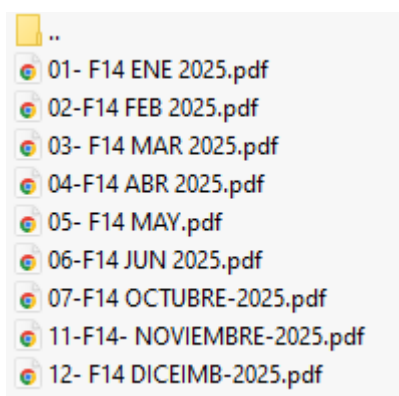 ..
01- F14 ENE 2025.pdf
02-F14 FEB 2025.pdf
03- F14 MAR 2025.pdf
04-F14 ABR 2025.pdf
05- F14 MAY.pdf
06-F14 JUN 2025.pdf
07-F14 OCTUBRE-2025.pdf
11-F14- NOVIEMBRE-2025.pdf
12- F14 DICEIMB-2025.pdf